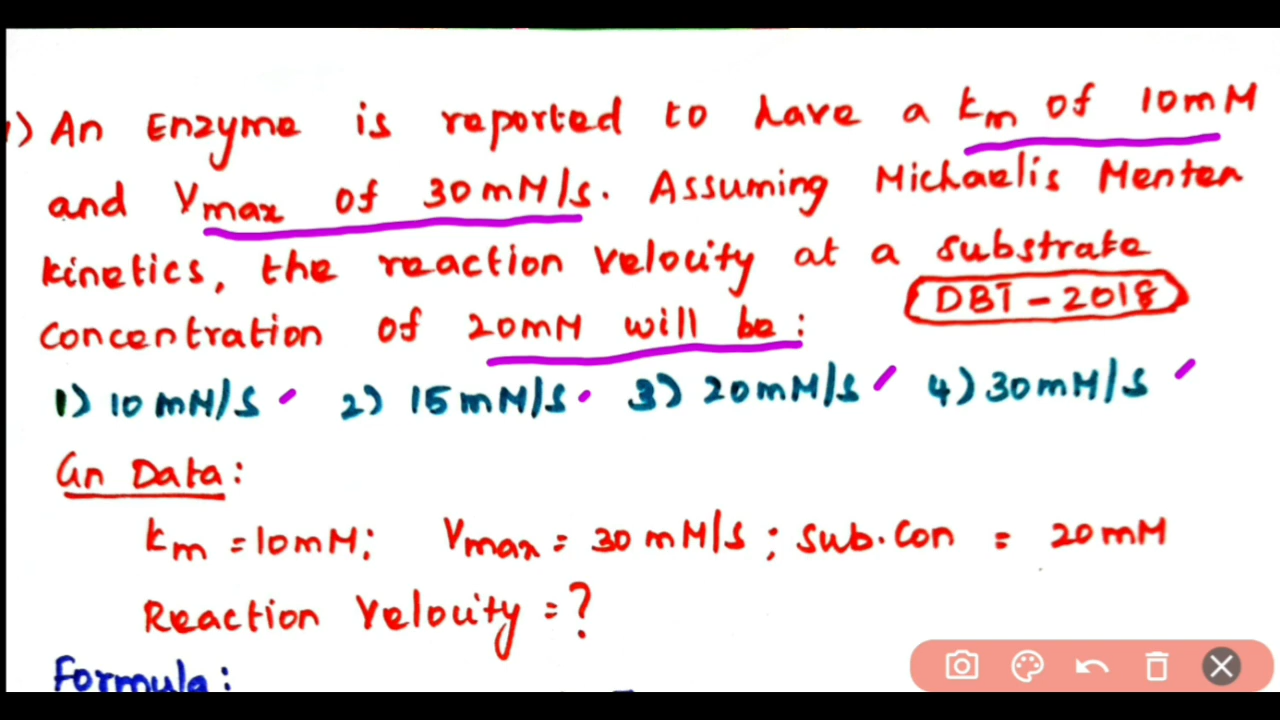 1) An Enzyme is reported to have a km of 10mM
and Vmax of 30mM/s. Assuming Michaelis Menten
kinetics, the reaction velocity at a substrate
concentration of 20mM will be:
DBT-2018
1) 10mM/s 2) 15mM/s 3) 20mM/s 4) 30mM/s
Gn Data:
km = 10mM; Vmax = 30mM/s; Sub.Con = 20mM
Reaction Velocity = ?
Formula: